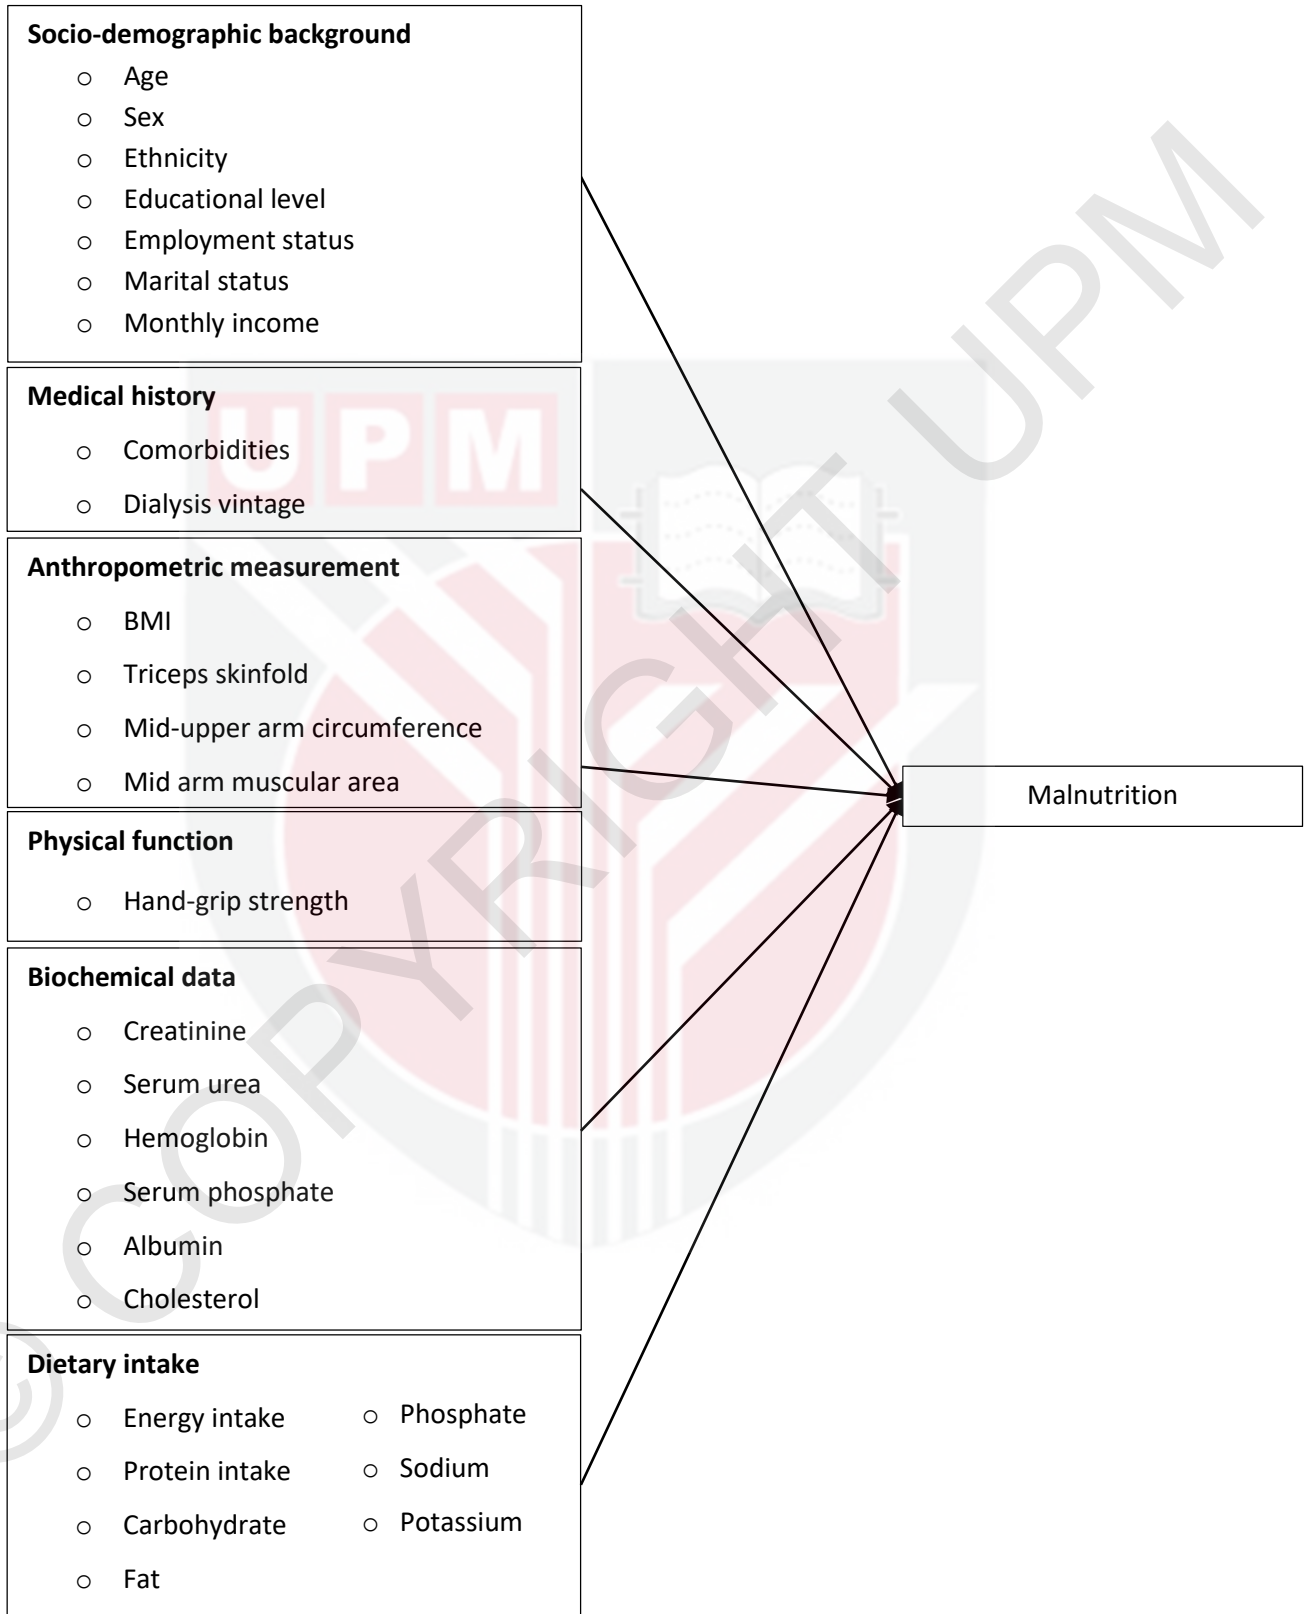 Socio-demographic background
o Age
o Sex
o Ethnicity
o Educational level
o Employment status
o Marital status
o Monthly income
Medical history
o Comorbidities
o Dialysis vintage
Anthropometric measurement
o BMI
o Triceps skinfold
o Mid-upper arm circumference
o Mid arm muscular area
Physical function
o Hand-grip strength
Biochemical data
o Creatinine
o Serum urea
o Hemoglobin
o Serum phosphate
o Albumin
o Cholesterol
Dietary intake
o Energy intake
o Protein intake
o Carbohydrate
o Fat
o Phosphate
o Sodium
o Potassium
Malnutrition
UPM
© COPYRIGHT UPM